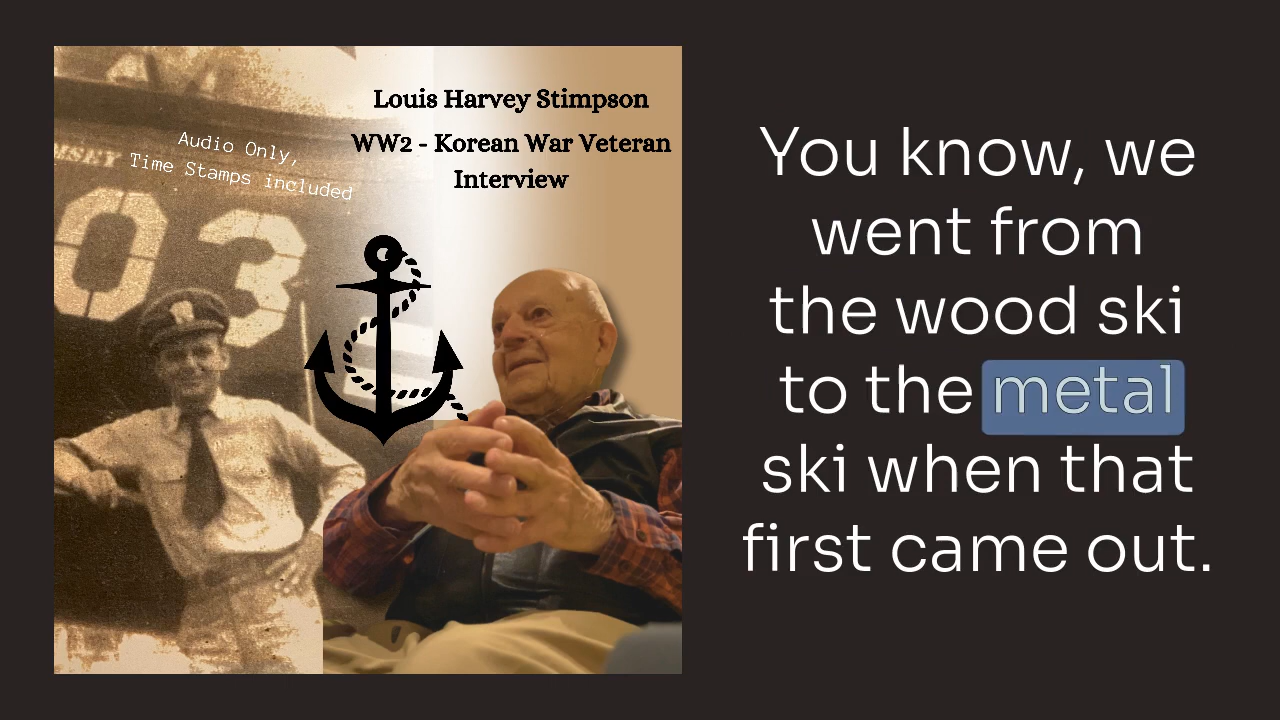 Louis Harvey Stimpson
WW2 - Korean War Veteran
Interview
Audio Only,
Time Stamps included
MSEY
03
You know, we
went from
the wood ski
to the metal
ski when that
first came out.